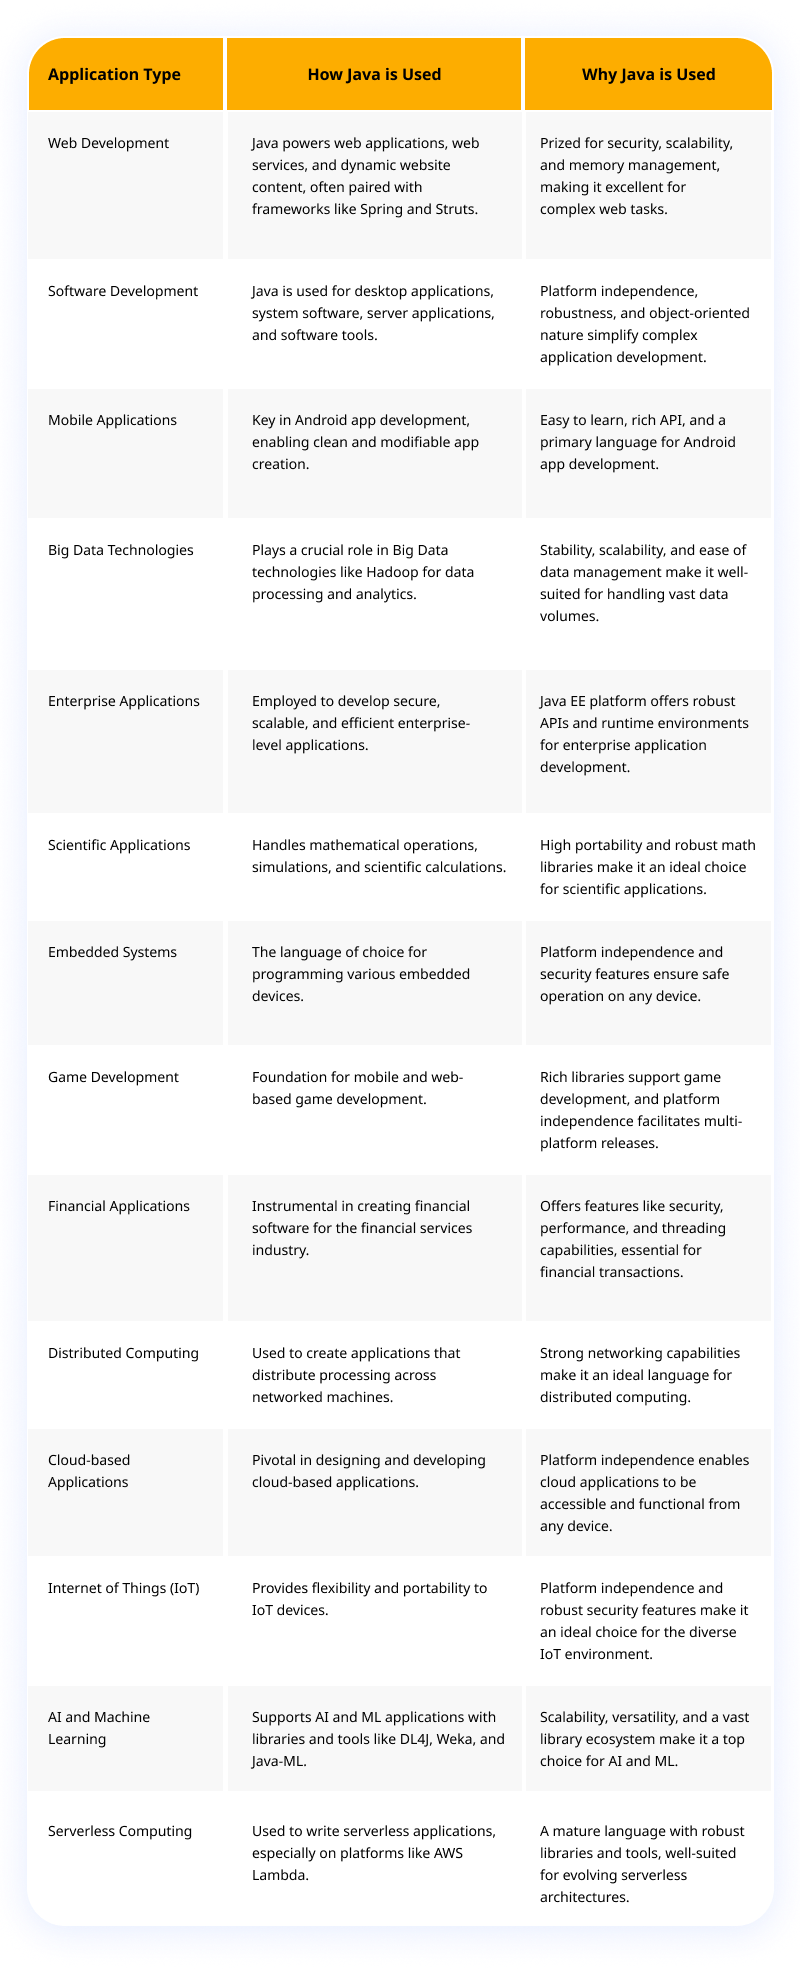 Application Type
How Java is Used
Why Java is Used
Web Development
Java powers web applications, web
services, and dynamic website
content, often paired with
frameworks like Spring and Struts.
Prized for security, scalability,
and memory management,
making it excellent for
complex web tasks.
Software Development
Java is used for desktop applications,
system software, server applications,
and software tools.
Platform independence,
robustness, and object-oriented
nature simplify complex
application development.
Mobile Applications
Key in Android app development,
enabling clean and modifiable app
creation.
Easy to learn, rich API, and a
primary language for Android
app development.
Big Data Technologies
Plays a crucial role in Big Data
technologies like Hadoop for data
processing and analytics.
Stability, scalability, and ease of
data management make it well-
suited for handling vast data
volumes.
Enterprise Applications
Employed to develop secure,
scalable, and efficient enterprise-
level applications.
Java EE platform offers robust
APIs and runtime environments
for enterprise application
development.
Scientific Applications
Handles mathematical operations,
simulations, and scientific calculations.
High portability and robust math
libraries make it an ideal choice
for scientific applications.
Embedded Systems
The language of choice for
programming various embedded
devices.
Platform independence and
security features ensure safe
operation on any device.
Game Development
Foundation for mobile and web-
based game development.
Rich libraries support game
development, and platform
independence facilitates multi-
platform releases.
Financial Applications
Instrumental in creating financial
software for the financial services
industry.
Offers features like security,
performance, and threading
capabilities, essential for
financial transactions.
Distributed Computing
Used to create applications that
distribute processing across
networked machines.
Strong networking capabilities
make it an ideal language for
distributed computing.
Cloud-based
Applications
Pivotal in designing and developing
cloud-based applications.
Platform independence enables
cloud applications to be
accessible and functional from
any device.
Internet of Things (IoT)
Provides flexibility and portability to
IoT devices.
Platform independence and
robust security features make it
an ideal choice for the diverse
IoT environment.
AI and Machine
Learning
Supports AI and ML applications with
libraries and tools like DL4J, Weka, and
Java-ML.
Scalability, versatility, and a vast
library ecosystem make it a top
choice for AI and ML.
Serverless Computing
Used to write serverless applications,
especially on platforms like AWS
Lambda.
A mature language with robust
libraries and tools, well-suited
for evolving serverless
architectures.